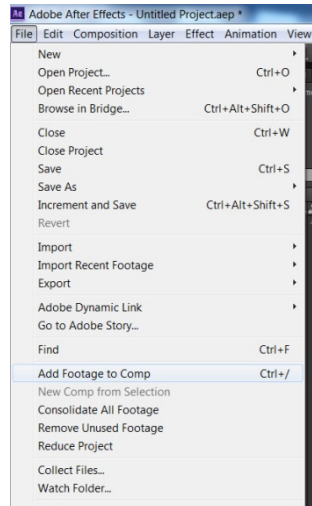 Ae Adobe After Effects - Untitled Project.aep *
File Edit Composition Layer Effect Animation View
New
Open Project... Ctrl+O
Open Recent Projects
Browse in Bridge... Ctrl+Alt+Shift+O
Close Ctrl+W
Close Project
Save Ctrl+S
Save As
Increment and Save Ctrl+Alt+Shift+S
Revert
Import
Import Recent Footage
Export
Adobe Dynamic Link
Go to Adobe Story...
Find Ctrl+F
Add Footage to Comp Ctrl+/
New Comp from Selection
Consolidate All Footage
Remove Unused Footage
Reduce Project
Collect Files...
Watch Folder...